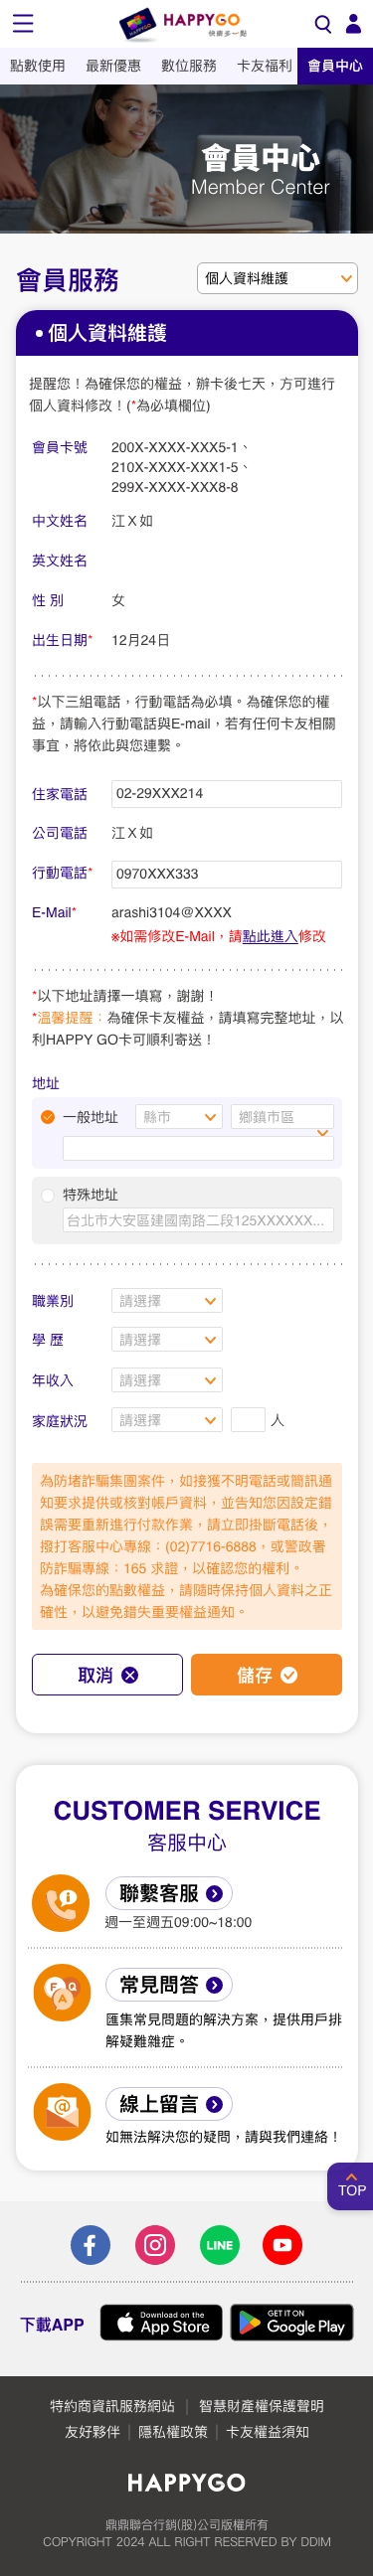 HAPPYGO
快樂多一點
點數使用 最新優惠 數位服務 卡友福利 會員中心
會員中心
Member Center
會員服務 個人資料維護
個人資料維護
提醒您！為確保您的權益，辦卡後七天，方可進行
個人資料修改！(*為必填欄位)
會員卡號 200X-XXXX-XXX5-1、
210X-XXXX-XXX1-5、
299X-XXXX-XXX8-8
中文姓名 江Ｘ如
英文姓名
性 別 女
出生日期* 12月24日
*以下三組電話，行動電話為必填。為確保您的權
益，請輸入行動電話與E-mail，若有任何卡友相關
事宜，將依此與您連繫。
住家電話 02-29XXX214
公司電話 江Ｘ如
行動電話* 0970XXX333
E-Mail* arashi3104@XXXX
※如需修改E-Mail，請點此進入修改
*以下地址請擇一填寫，謝謝！
*溫馨提醒：為確保卡友權益，請填寫完整地址，以
利HAPPY GO卡可順利寄送！
地址
一般地址 縣市 鄉鎮市區
特殊地址
台北市大安區建國南路二段125XXXXXX...
職業別 請選擇
學 歷 請選擇
年收入 請選擇
家庭狀況 請選擇 人
為防堵詐騙集團案件，如接獲不明電話或簡訊通
知要求提供或核對帳戶資料，並告知您因設定錯
誤需要重新進行付款作業，請立即掛斷電話後，
撥打客服中心專線：(02)7716-6888，或警政署
防詐騙專線：165 求證，以確認您的權利。
為確保您的點數權益，請隨時保持個人資料之正
確性，以避免錯失重要權益通知。
取消 儲存
CUSTOMER SERVICE
客服中心
聯繫客服
週一至週五09:00~18:00
常見問答
匯集常見問題的解決方案，提供用戶排
解疑難雜症。
線上留言
如無法解決您的疑問，請與我們連絡！
TOP
LINE
下載APP Download on the App Store GET IT ON Google Play
特約商資訊服務網站 ｜ 智慧財產權保護聲明
友好夥伴｜隱私權政策｜卡友權益須知
HAPPYGO
鼎鼎聯合行銷(股)公司版權所有
COPYRIGHT 2024 ALL RIGHT RESERVED BY DDIM